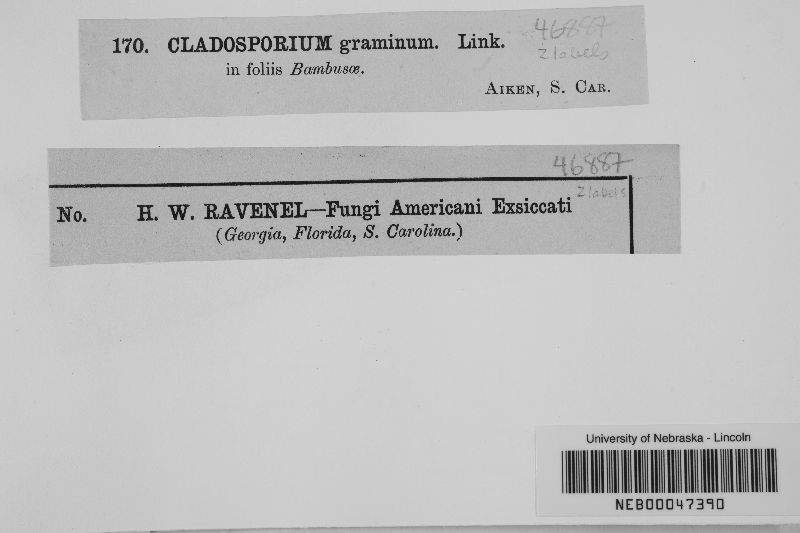 46887
170. CLADOSPORIUM graminum. Link.
2 labels
in foliis Bambusæ.
AIKEN, S. CAR.
46887
2 labels
No. H. W. RAVENEL—Fungi Americani Exsiccati
(Georgia, Florida, S. Carolina.)
University of Nebraska - Lincoln
NEB00047390